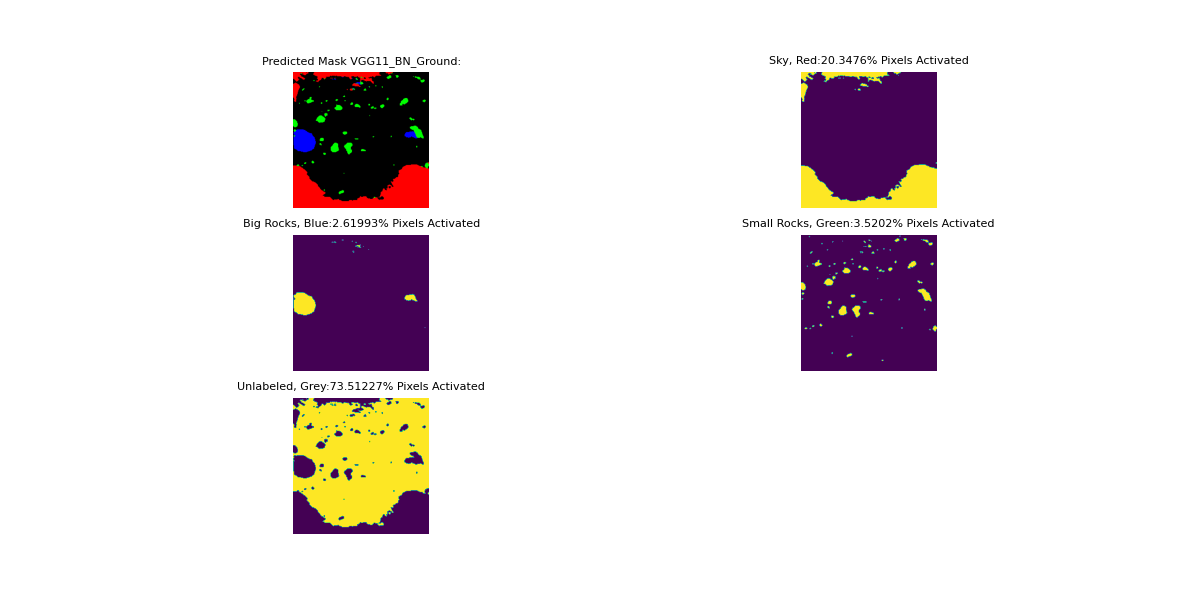 Predicted Mask VGG11_BN_Ground:
Sky, Red:20.3476% Pixels Activated
Big Rocks, Blue:2.61993% Pixels Activated
Small Rocks, Green:3.5202% Pixels Activated
Unlabeled, Grey:73.51227% Pixels Activated